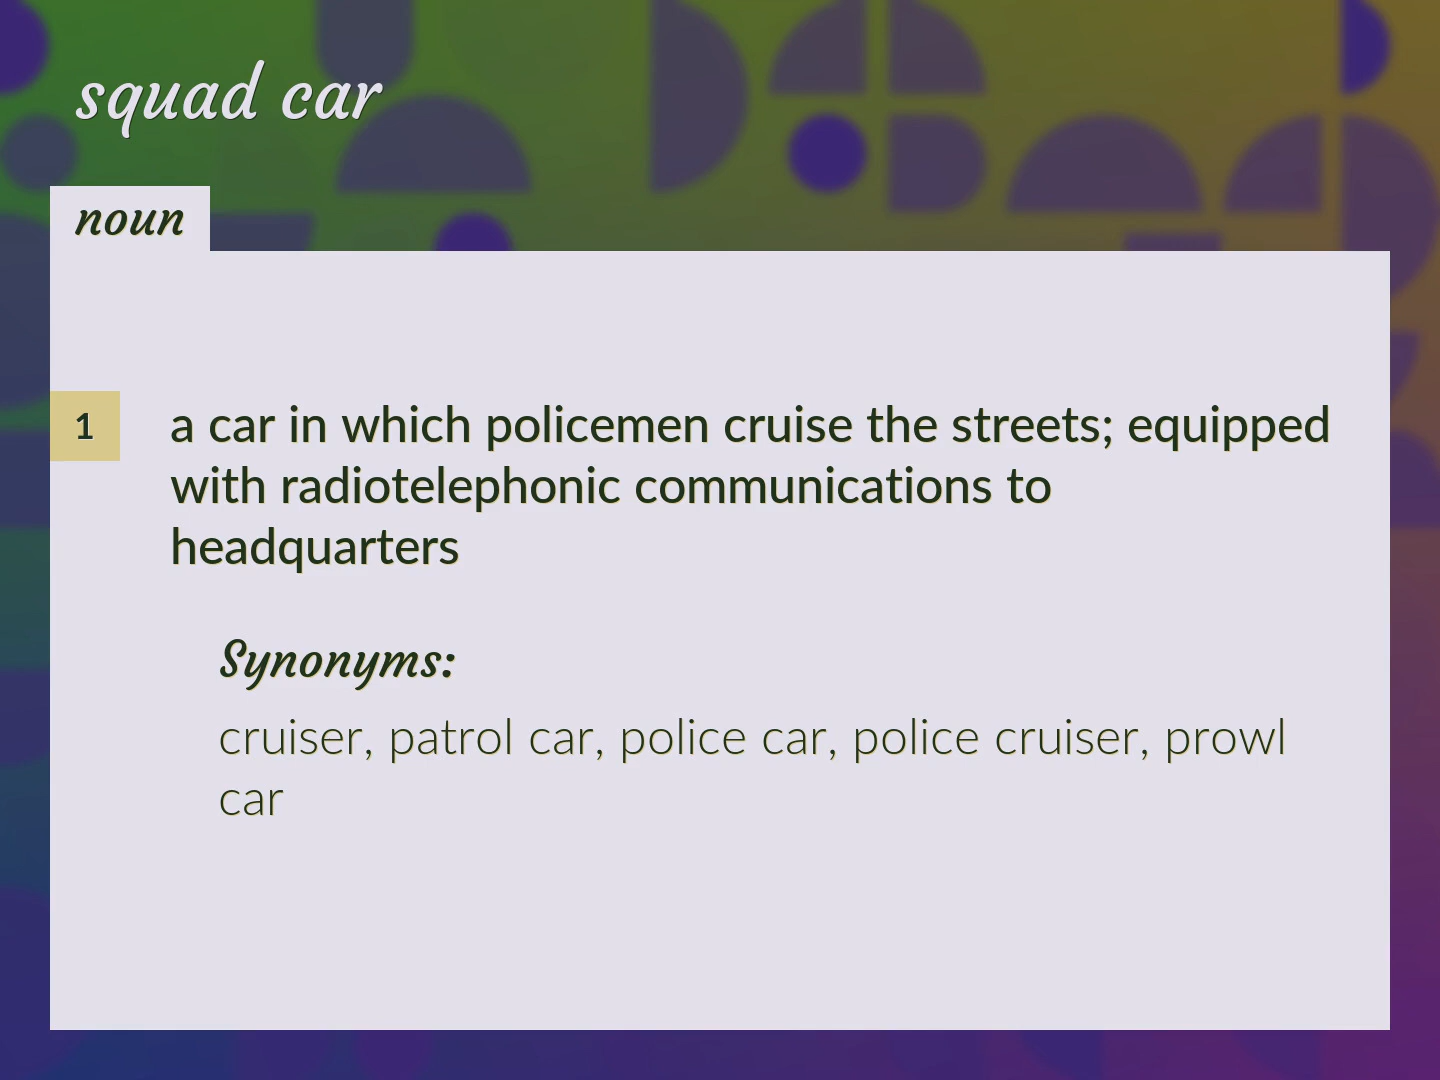 squad car
noun
1
a car in which policemen cruise the streets; equipped
with radiotelephonic communications to
headquarters
Synonyms:
cruiser, patrol car, police car, police cruiser, prowl
car